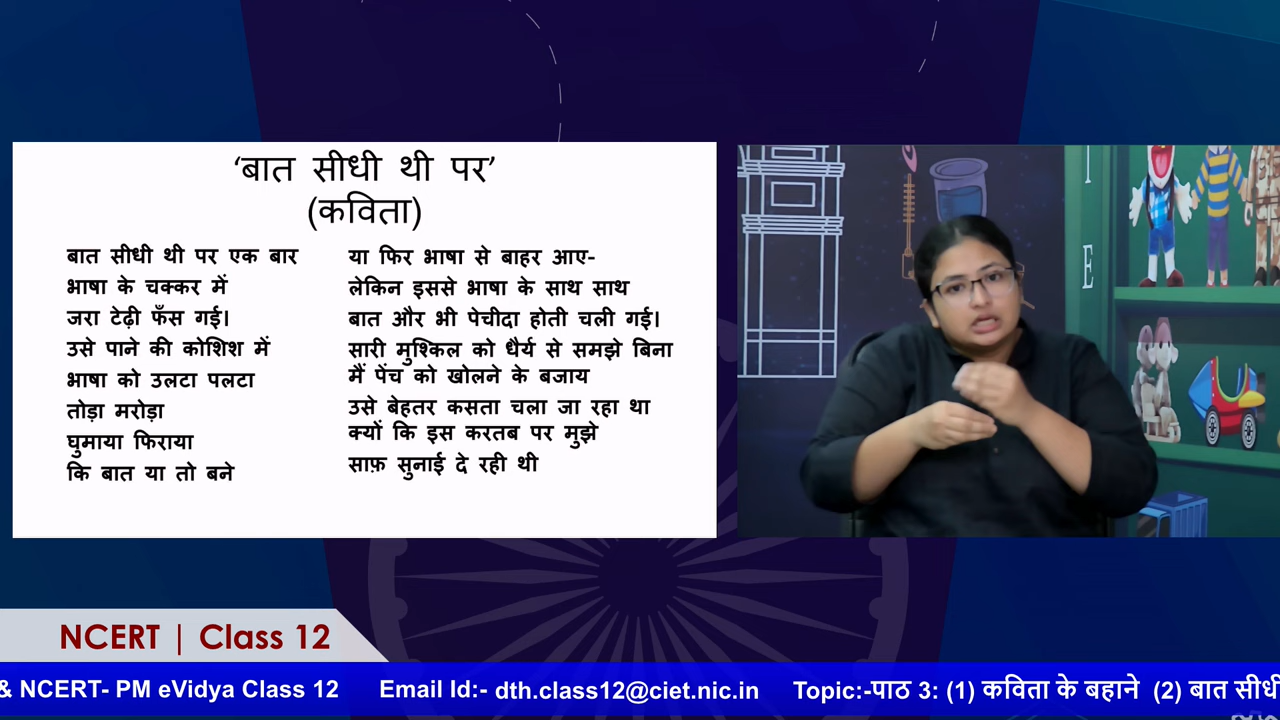 ‘बात सीधी थी पर’
(कविता)
बात सीधी थी पर एक बार
भाषा के चक्कर में
जरा टेढ़ी फँस गई।
उसे पाने की कोशिश में
भाषा को उलटा पलटा
तोड़ा मरोड़ा
घुमाया फिराया
कि बात या तो बने
या फिर भाषा से बाहर आए-
लेकिन इससे भाषा के साथ साथ
बात और भी पेचीदा होती चली गई।
सारी मुश्किल को धैर्य से समझे बिना
मैं पेंच को खोलने के बजाय
उसे बेहतर कसता चला जा रहा था
क्यों कि इस करतब पर मुझे
साफ़ सुनाई दे रही थी
I
E
NCERT | Class 12
& NCERT- PM eVidya Class 12 Email Id:- dth.class12@ciet.nic.in Topic:-पाठ 3: (1) कविता के बहाने (2) बात सीधी